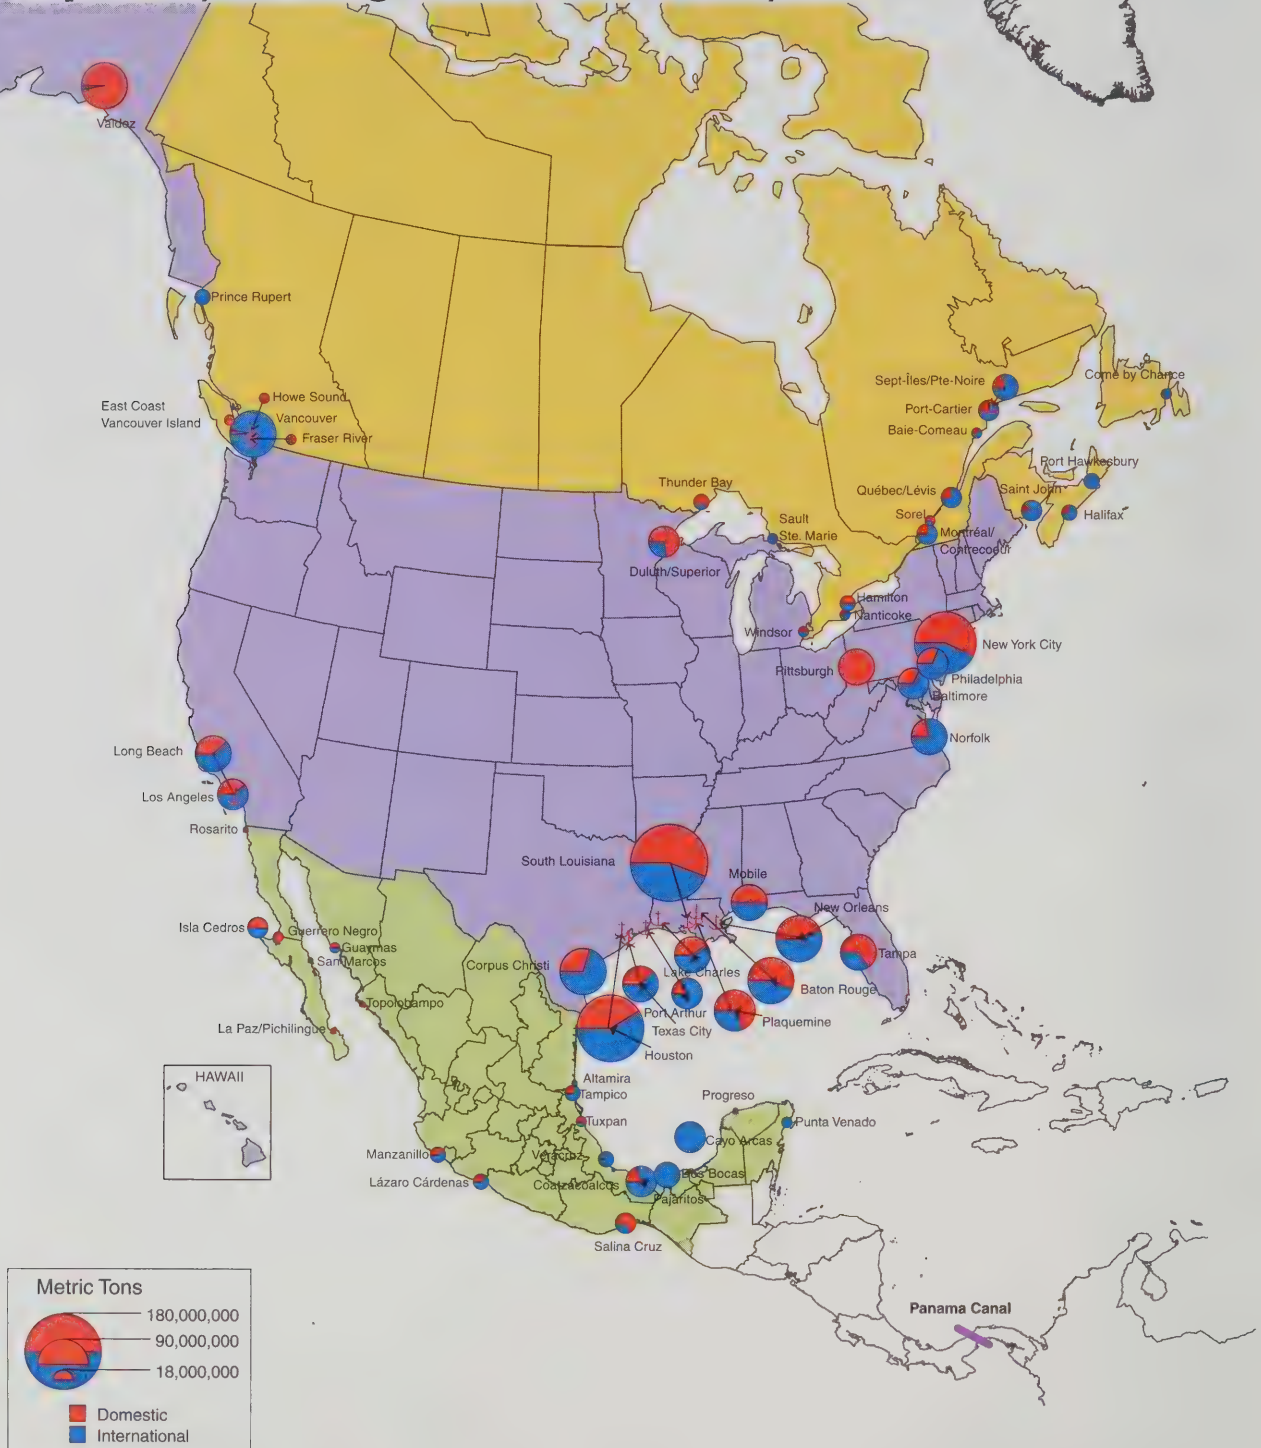 Valdez
Prince Rupert
Howe Sound
East Coast
Vancouver Island
Vancouver
Fraser River
Sept-Îles/Pte-Noire
Come by Chance
Port-Cartier
Baie-Comeau
Port Hawkesbury
Thunder Bay
Québec/Lévis
Saint John
Sorel
Halifax
Sault
Ste. Marie
Montréal/
Contrecoeur
Duluth/Superior
Hamilton
Nanticoke
Windsor
New York City
Pittsburgh
Philadelphia
Baltimore
Norfolk
Long Beach
Los Angeles
Rosarito
South Louisiana
Mobile
New Orleans
Isla Cedros
Guerrero Negro
Guaymas
San Marcos
Tampa
Corpus Christi
Lake Charles
Baton Rouge
Topolobampo
Port Arthur
Plaquemine
La Paz/Pichilingue
Texas City
Houston
HAWAII
Altamira
Tampico
Progreso
Tuxpan
Punta Venado
Cayo Arcas
Manzanillo
Veracruz
Dos Bocas
Lázaro Cárdenas
Coatzacoalcos
Pajaritos
Salina Cruz
Metric Tons
180,000,000
90,000,000
18,000,000
Domestic
International
Panama Canal